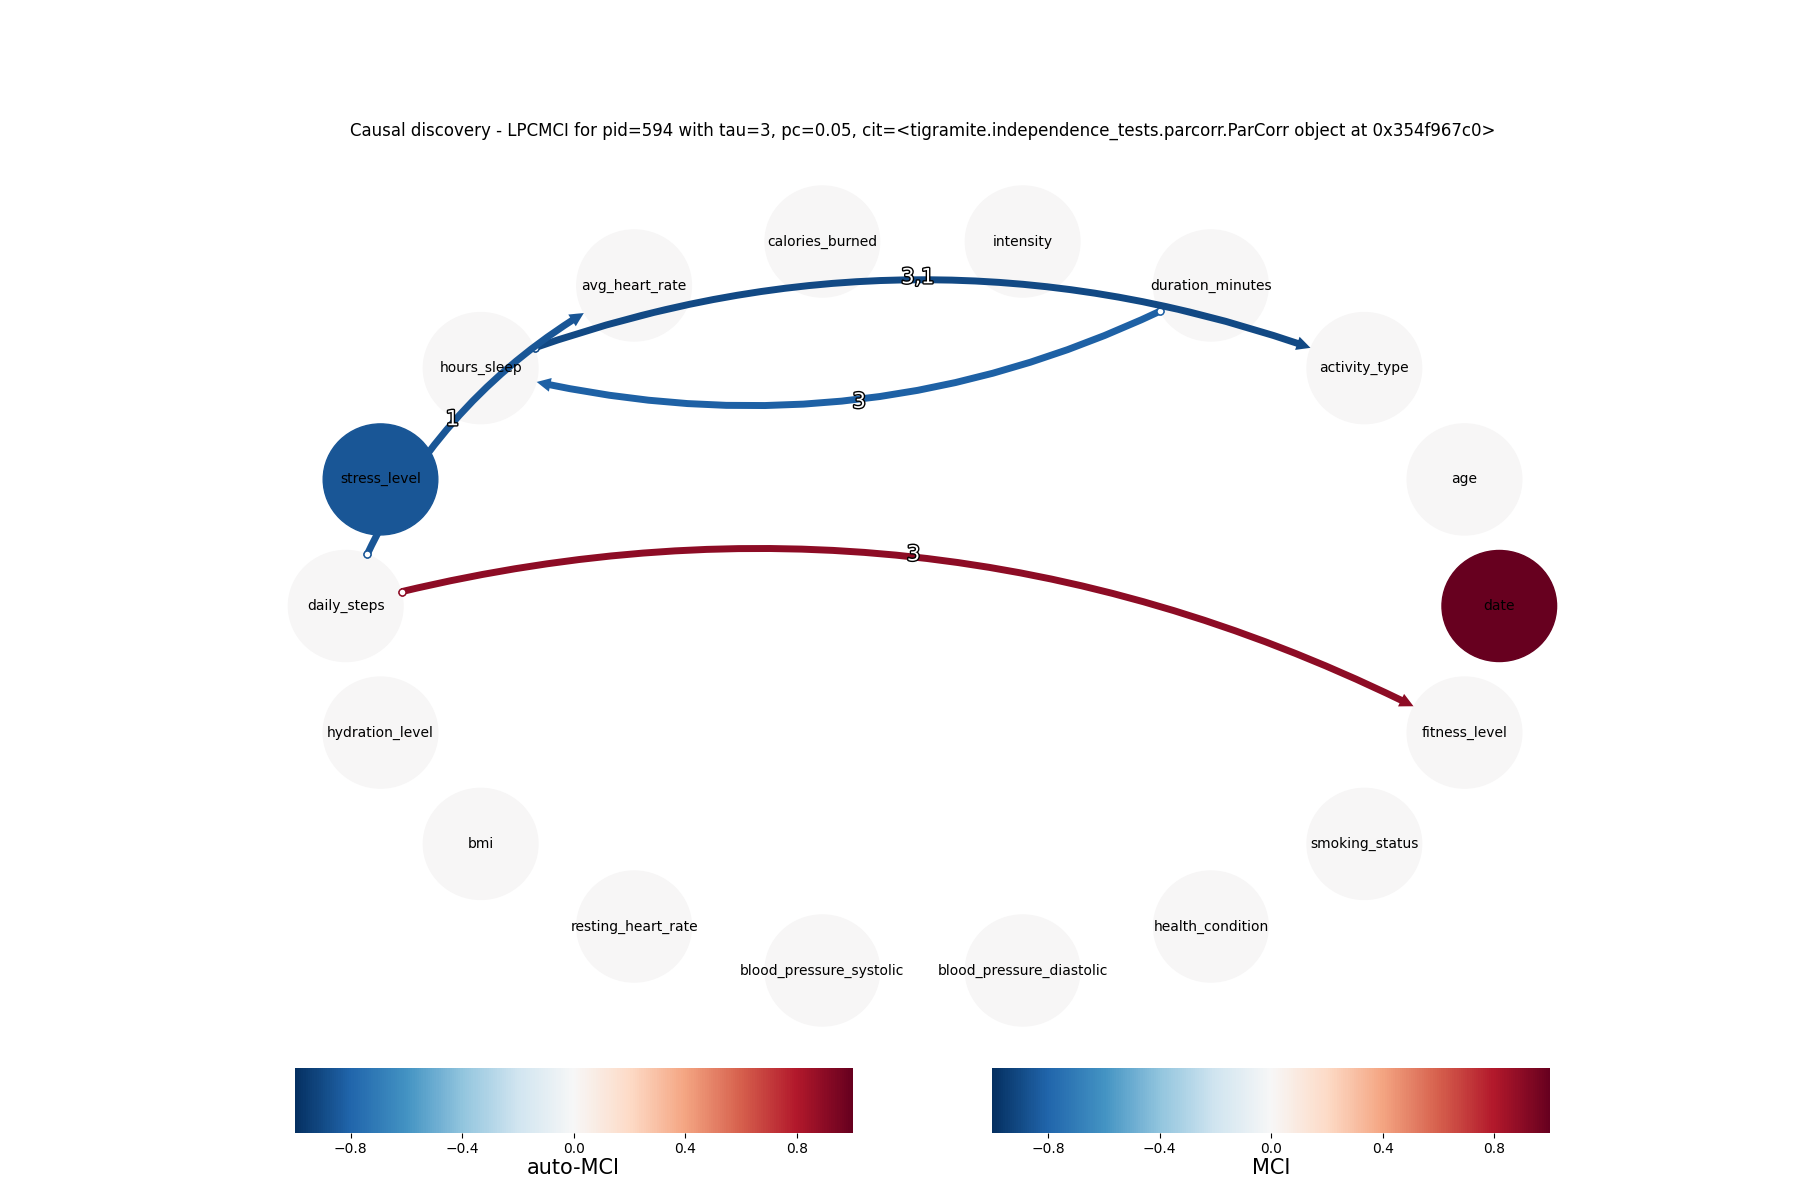 Causal discovery - LPCMCI for pid=594 with tau=3, pc=0.05, cit=<tigramite.independence_tests.parcorr.ParCorr object at 0x354f967c0>
calories_burned
intensity
avg_heart_rate
3,1
duration_minutes
hours_sleep
activity_type
3
1
stress_level
age
3
daily_steps
date
hydration_level
fitness_level
bmi
smoking_status
resting_heart_rate
health_condition
blood_pressure_systolic
blood_pressure_diastolic
−0.8 −0.4 0.0 0.4 0.8
auto-MCI
−0.8 −0.4 0.0 0.4 0.8
MCI